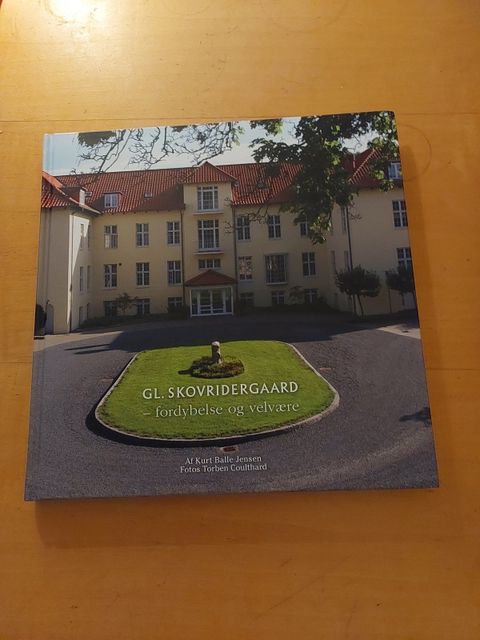 GL. SKOVRIDERGAARD
– fordybelse og velvære
Af Kurt Balle Jensen
Fotos Torben Coulthard